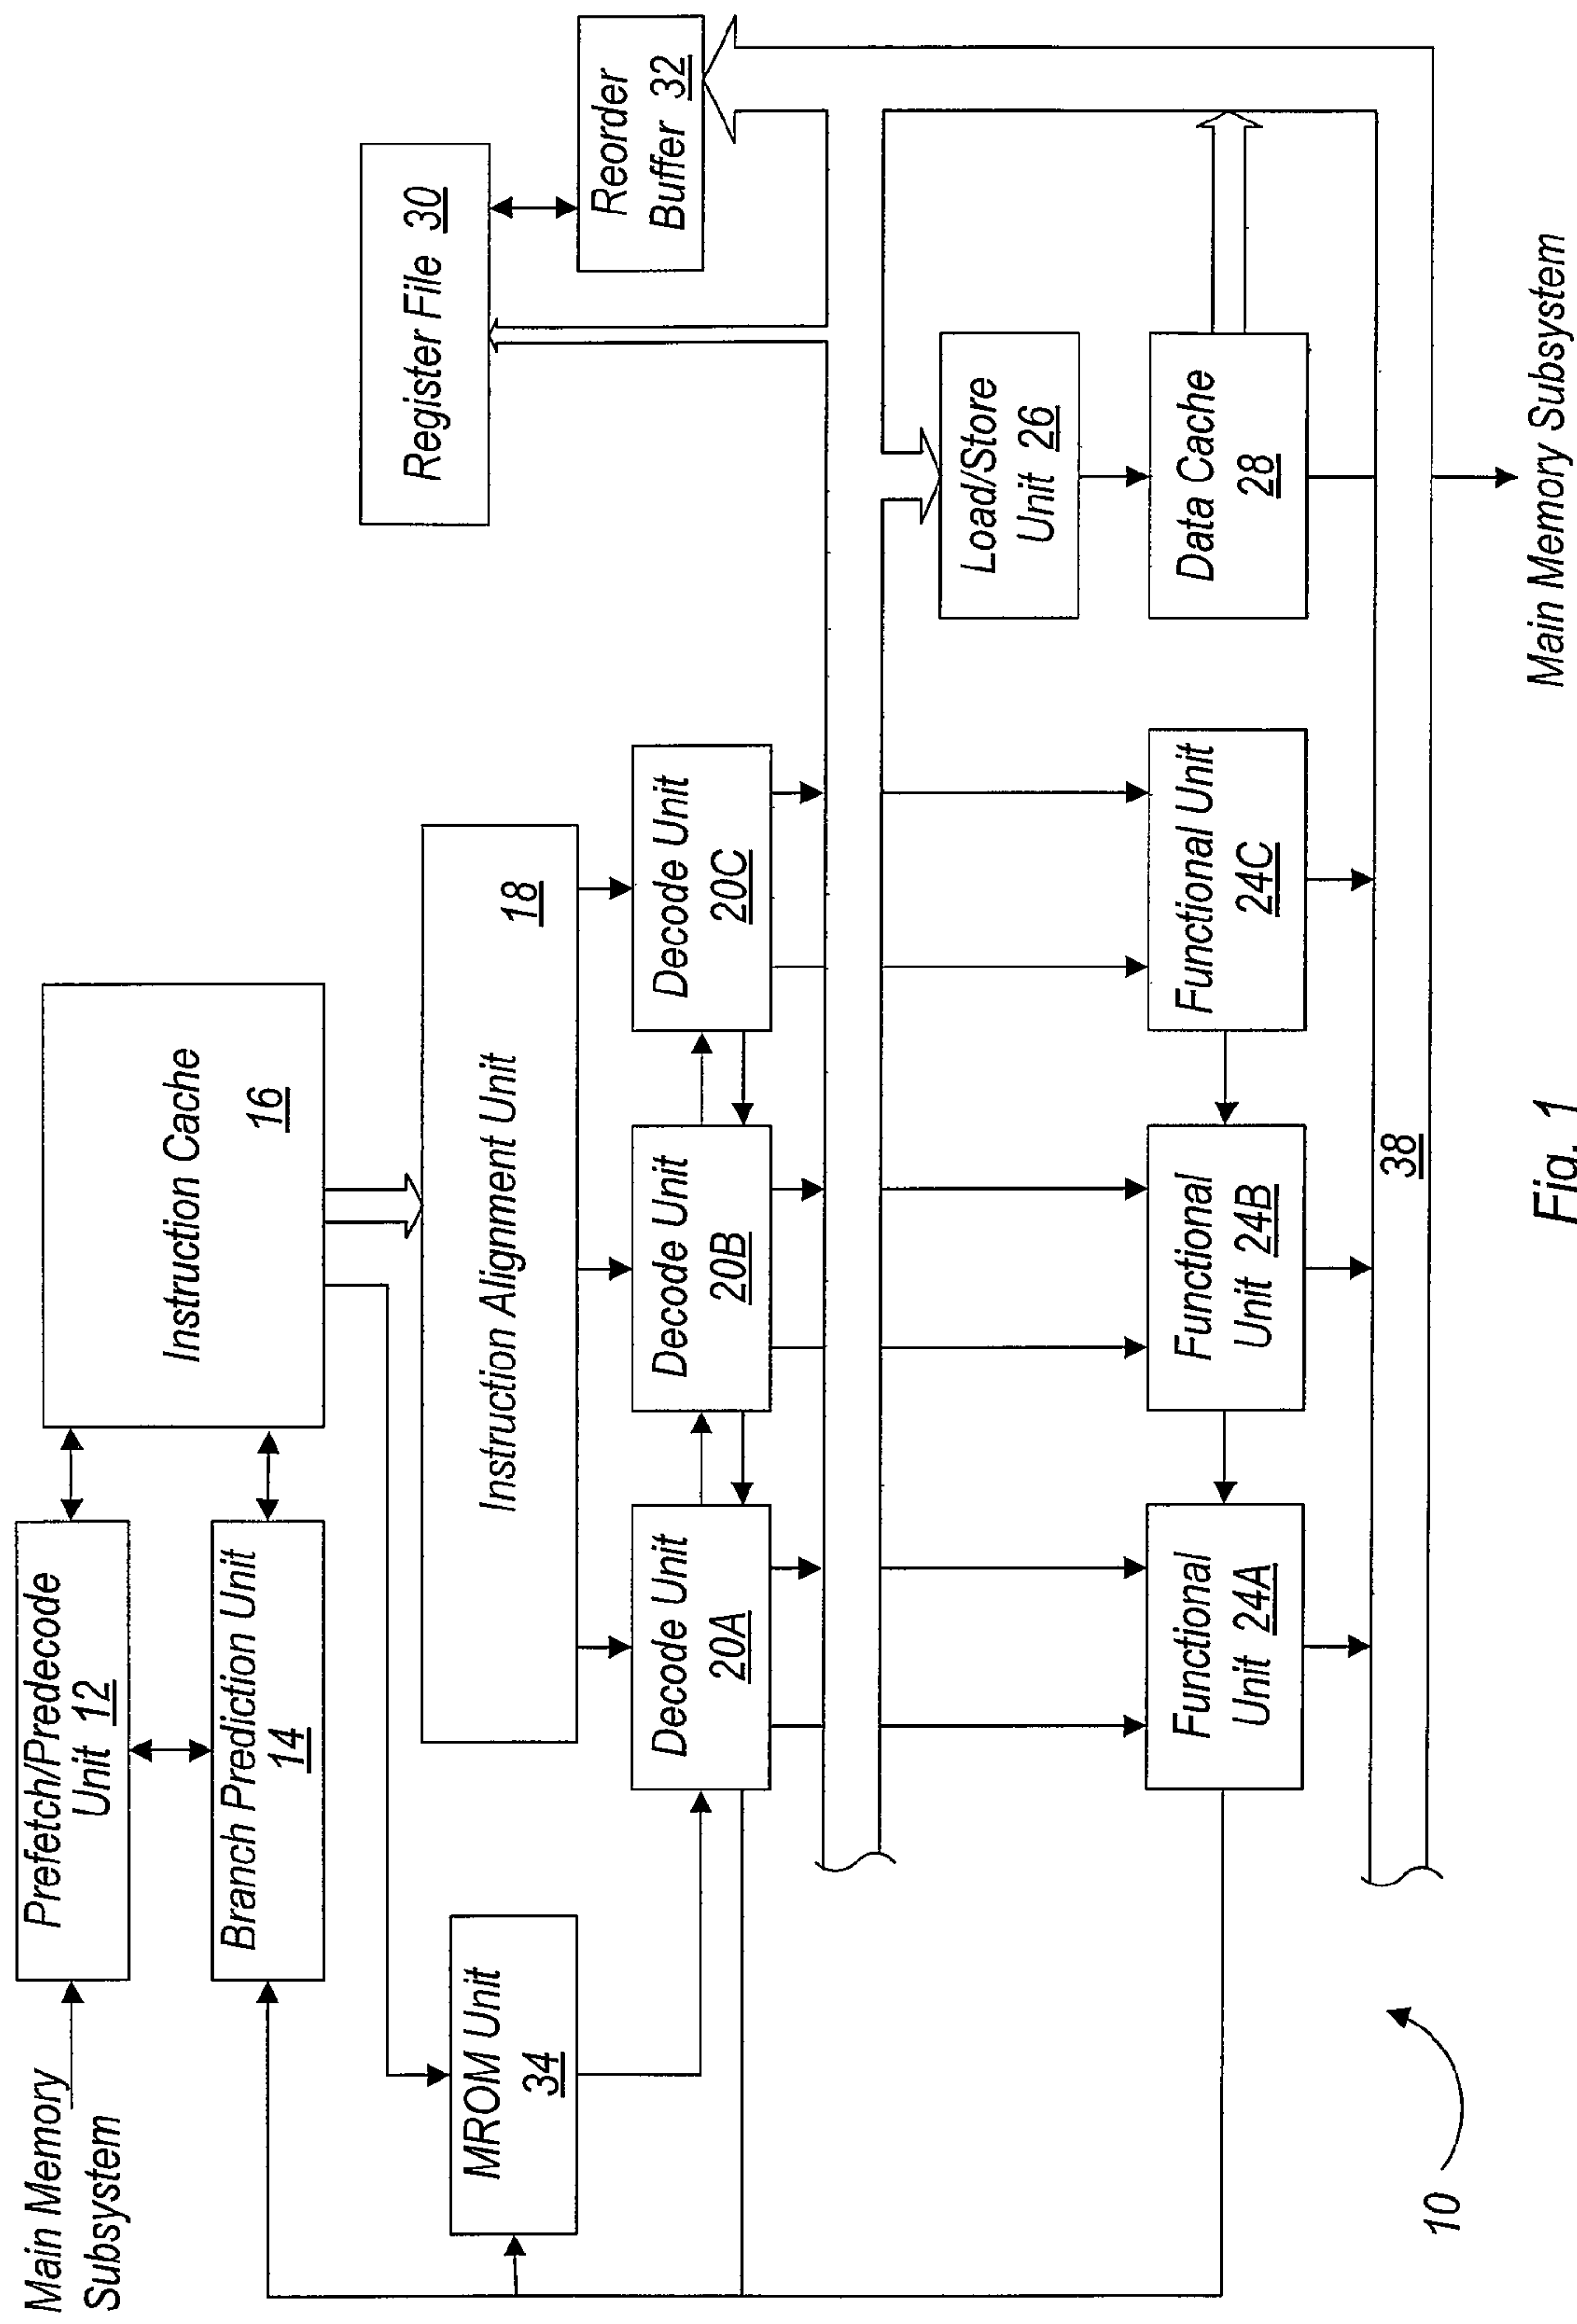 Main Memory
Subsystem
Prefetch/Predecode
Unit 12
Branch Prediction Unit
14
Instruction Cache
16
Register File 30
Reorder
Buffer 32
MROM Unit
34
Instruction Alignment Unit
18
Decode Unit
20A
Decode Unit
20B
Decode Unit
20C
Load/Store
Unit 26
Functional
Unit 24A
Functional
Unit 24B
Functional Unit
24C
Data Cache
28
38
10
Main Memory Subsystem
Fig. 1